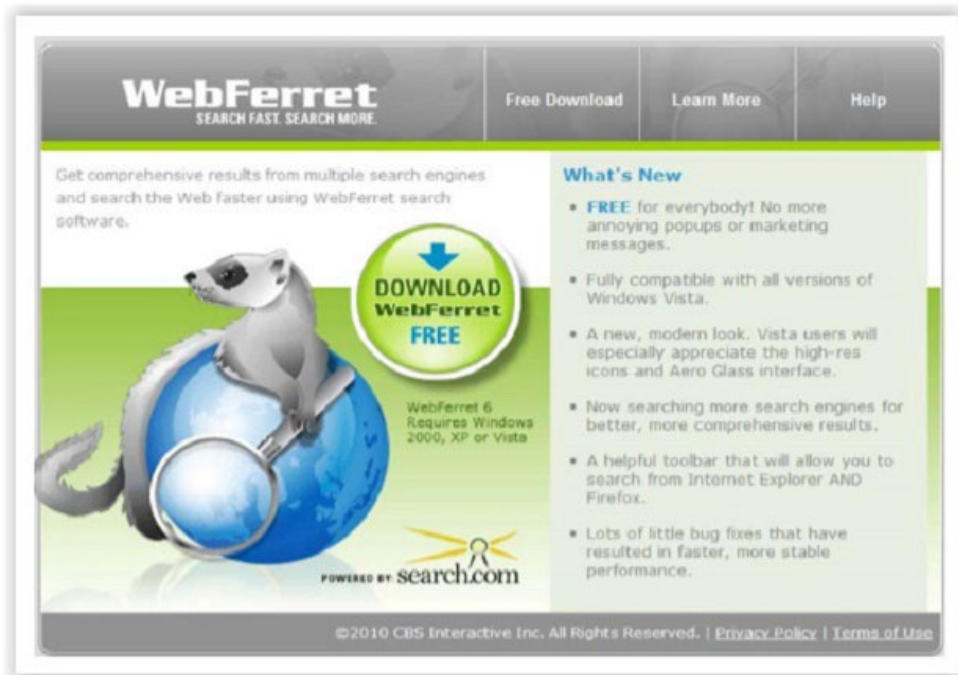 WebFerret
SEARCH FAST. SEARCH MORE.
Free Download
Learn More
Help
Get comprehensive results from multiple search engines
and search the Web faster using WebFerret search
software.
DOWNLOAD
WebFerret
FREE
WebFerret 6
Requires Windows
2000, XP or Vista
POWERED BY: search.com
What's New
• FREE for everybody! No more
annoying popups or marketing
messages.
• Fully compatible with all versions of
Windows Vista.
• A new, modern look. Vista users will
especially appreciate the high-res
icons and Aero Glass interface.
• Now searching more search engines for
better, more comprehensive results.
• A helpful toolbar that will allow you to
search from Internet Explorer AND
Firefox.
• Lots of little bug fixes that have
resulted in faster, more stable
performance.
©2010 CBS Interactive Inc. All Rights Reserved. | Privacy Policy | Terms of Use